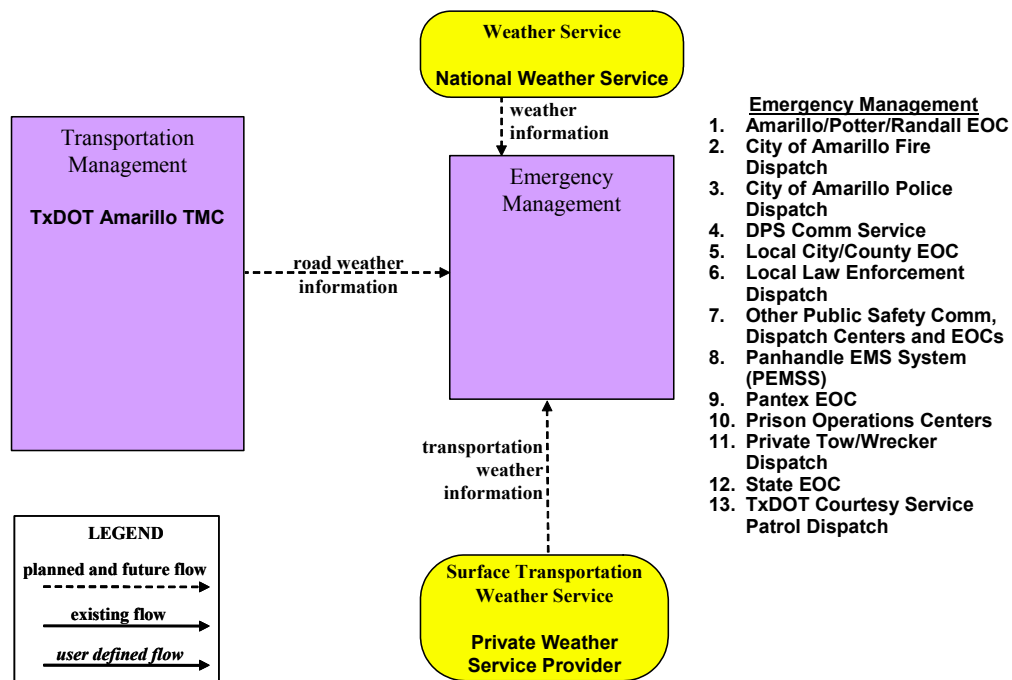 Weather Service
National Weather Service
weather
information
Transportation
Management
TxDOT Amarillo TMC
road weather
information
Emergency
Management
transportation
weather
information
Surface Transportation
Weather Service
Private Weather
Service Provider
Emergency Management
1. Amarillo/Potter/Randall EOC
2. City of Amarillo Fire
Dispatch
3. City of Amarillo Police
Dispatch
4. DPS Comm Service
5. Local City/County EOC
6. Local Law Enforcement
Dispatch
7. Other Public Safety Comm,
Dispatch Centers and EOCs
8. Panhandle EMS System
(PEMSS)
9. Pantex EOC
10. Prison Operations Centers
11. Private Tow/Wrecker
Dispatch
12. State EOC
13. TxDOT Courtesy Service
Patrol Dispatch
LEGEND
planned and future flow
existing flow
user defined flow